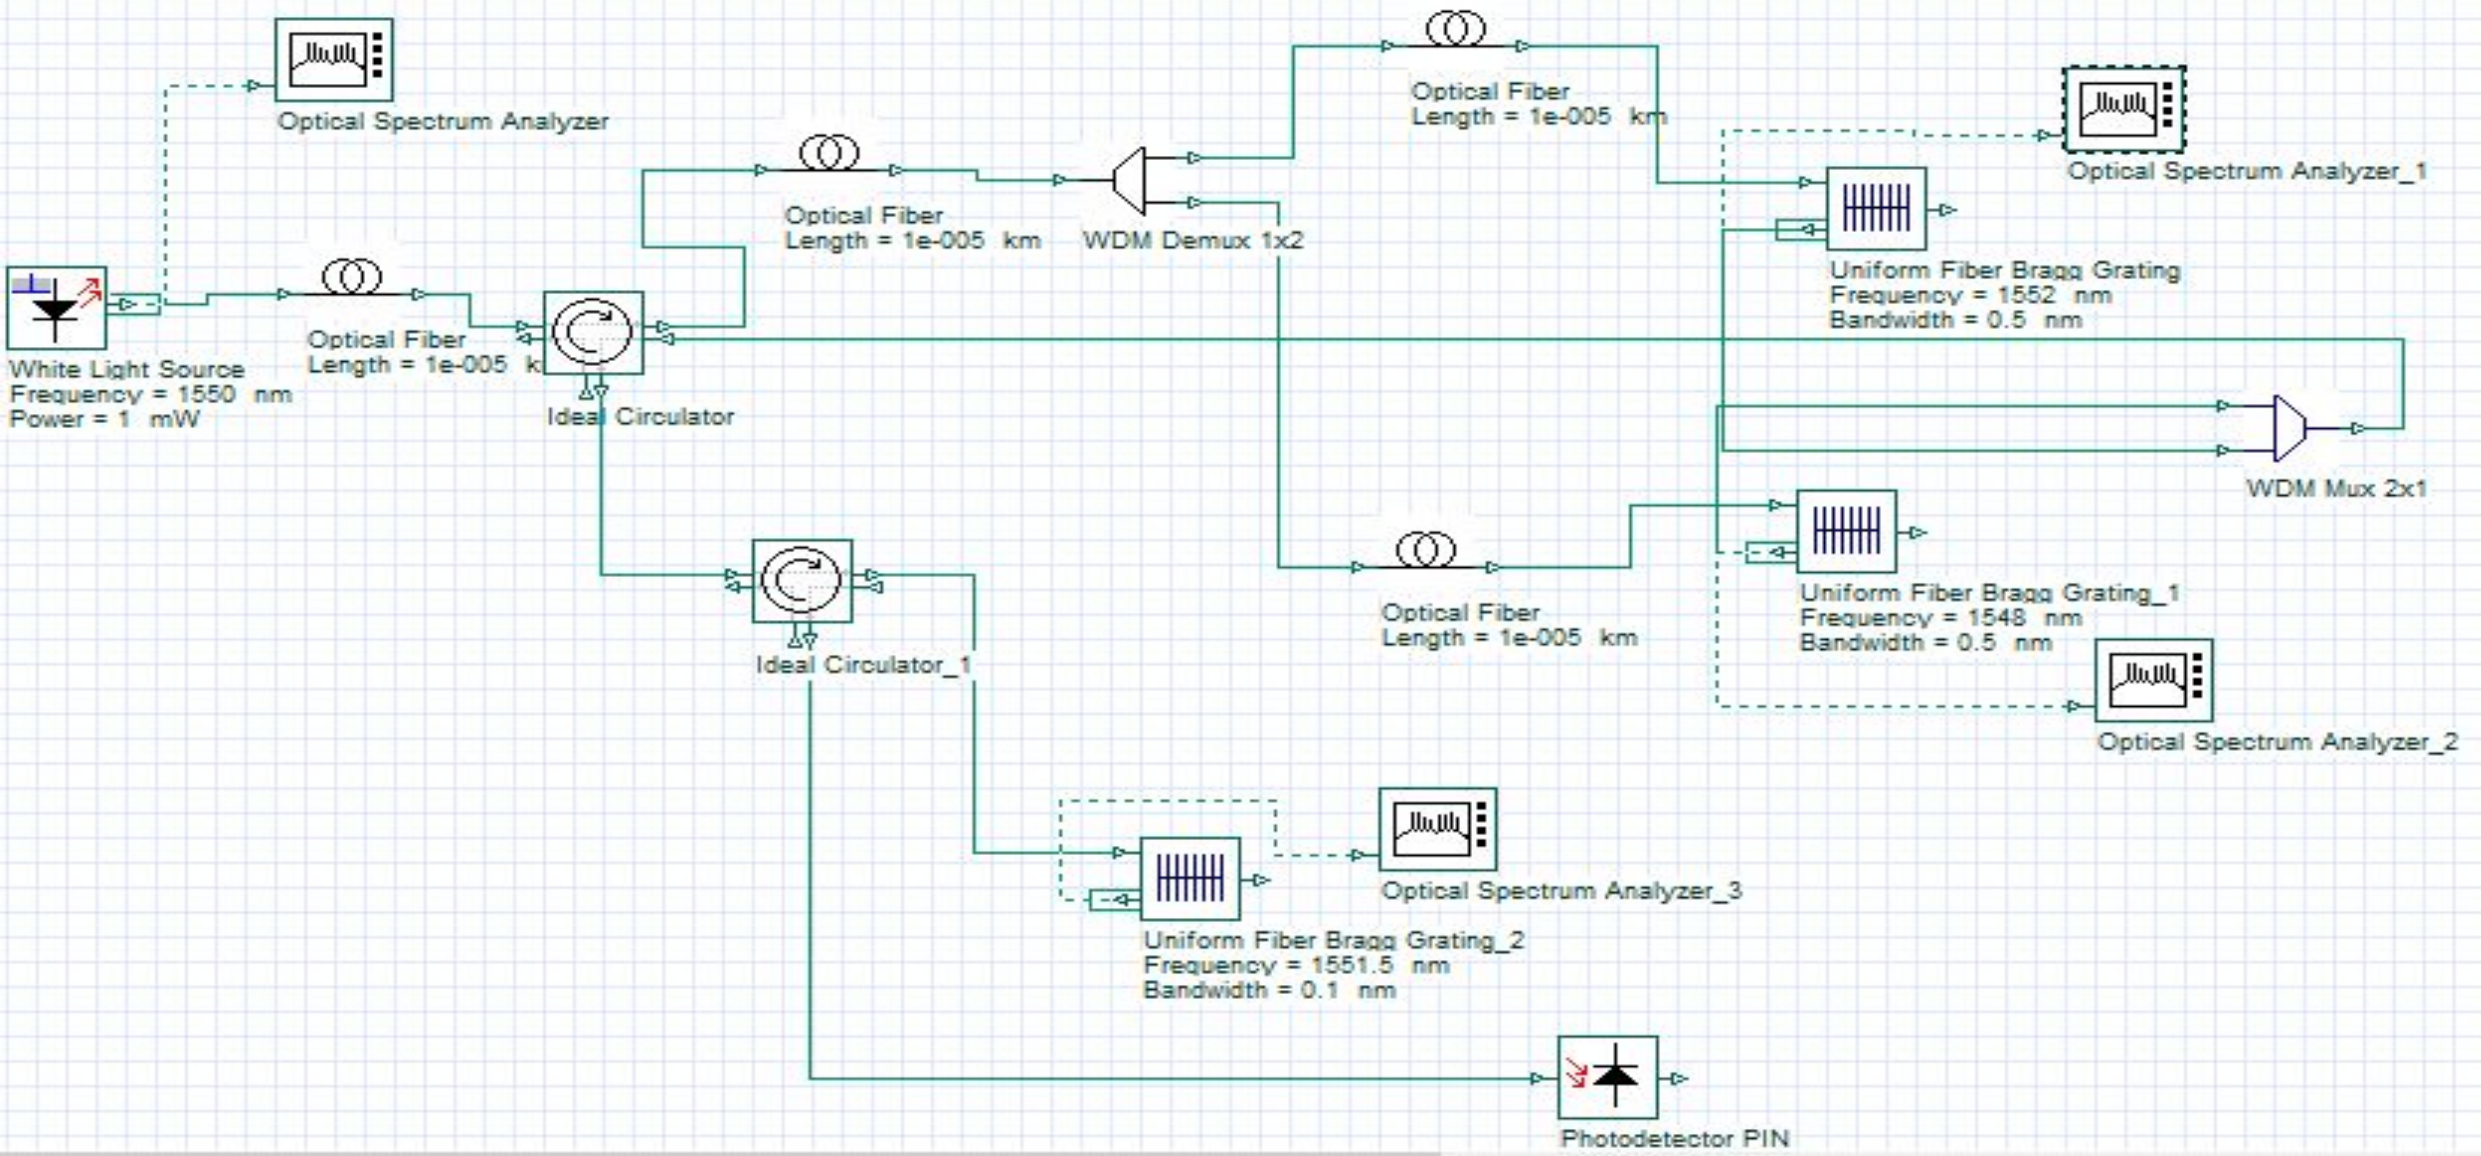 Optical Spectrum Analyzer
Optical Fiber
Length = 1e-005 km
Optical Spectrum Analyzer_1
Optical Fiber
Length = 1e-005 km
WDM Demux 1x2
Uniform Fiber Bragg Grating
Frequency = 1552 nm
Bandwidth = 0.5 nm
White Light Source
Frequency = 1550 nm
Power = 1 mW
Optical Fiber
Length = 1e-005 k
Ideal Circulator
WDM Mux 2x1
Uniform Fiber Bragg Grating_1
Frequency = 1548 nm
Bandwidth = 0.5 nm
Optical Fiber
Length = 1e-005 km
Ideal Circulator_1
Optical Spectrum Analyzer_2
Optical Spectrum Analyzer_3
Uniform Fiber Bragg Grating_2
Frequency = 1551.5 nm
Bandwidth = 0.1 nm
Photodetector PIN